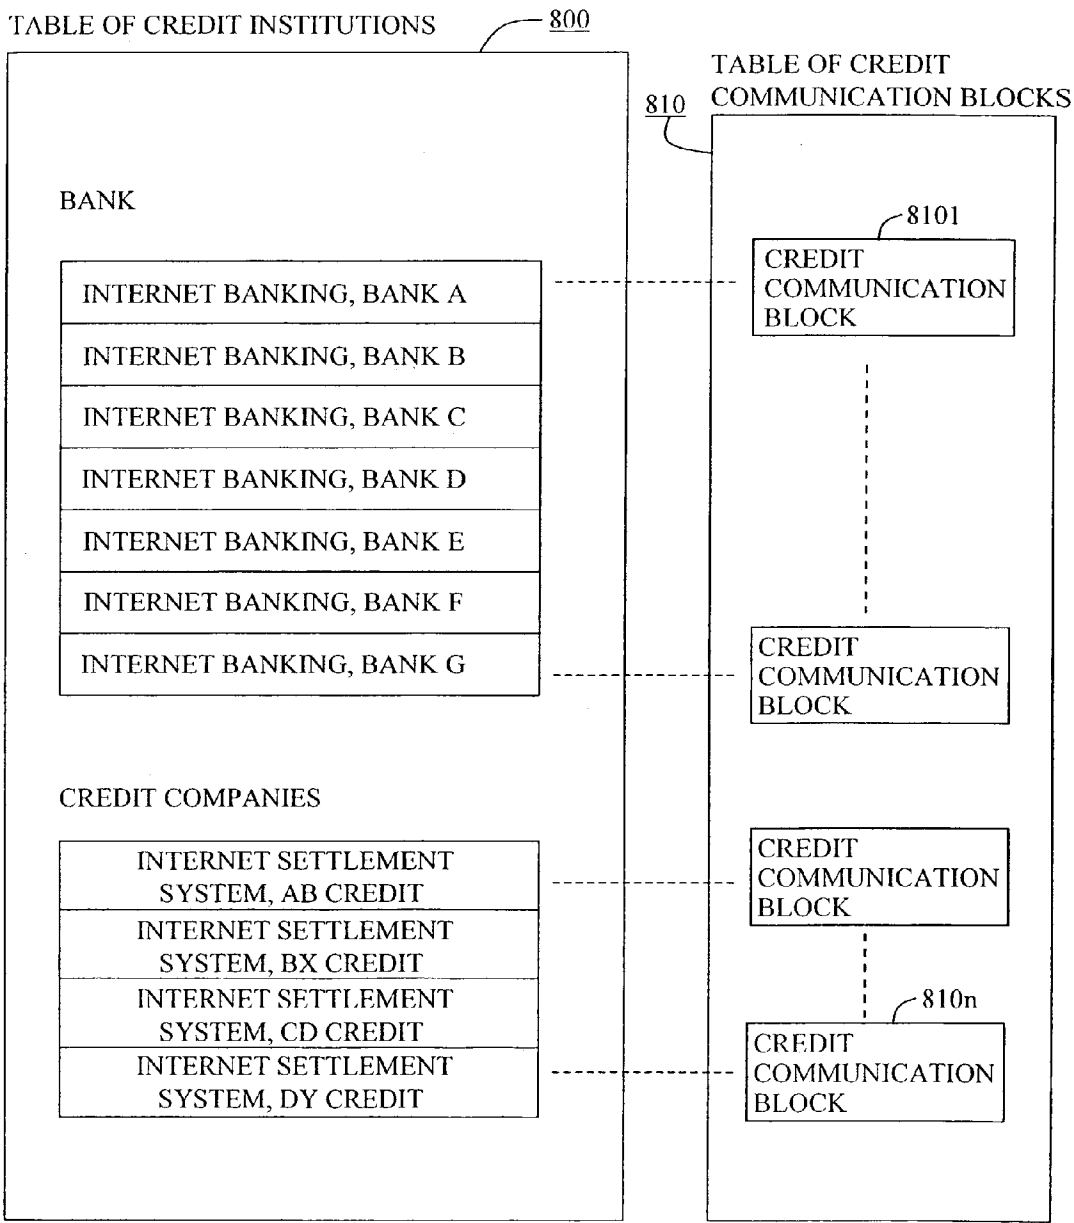 TABLE OF CREDIT INSTITUTIONS
800
BANK
INTERNET BANKING, BANK A
INTERNET BANKING, BANK B
INTERNET BANKING, BANK C
INTERNET BANKING, BANK D
INTERNET BANKING, BANK E
INTERNET BANKING, BANK F
INTERNET BANKING, BANK G
CREDIT COMPANIES
INTERNET SETTLEMENT
SYSTEM, AB CREDIT
INTERNET SETTLEMENT
SYSTEM, BX CREDIT
INTERNET SETTLEMENT
SYSTEM, CD CREDIT
INTERNET SETTLEMENT
SYSTEM, DY CREDIT
TABLE OF CREDIT
COMMUNICATION BLOCKS
810
8101
CREDIT
COMMUNICATION
BLOCK
CREDIT
COMMUNICATION
BLOCK
CREDIT
COMMUNICATION
BLOCK
810n
CREDIT
COMMUNICATION
BLOCK